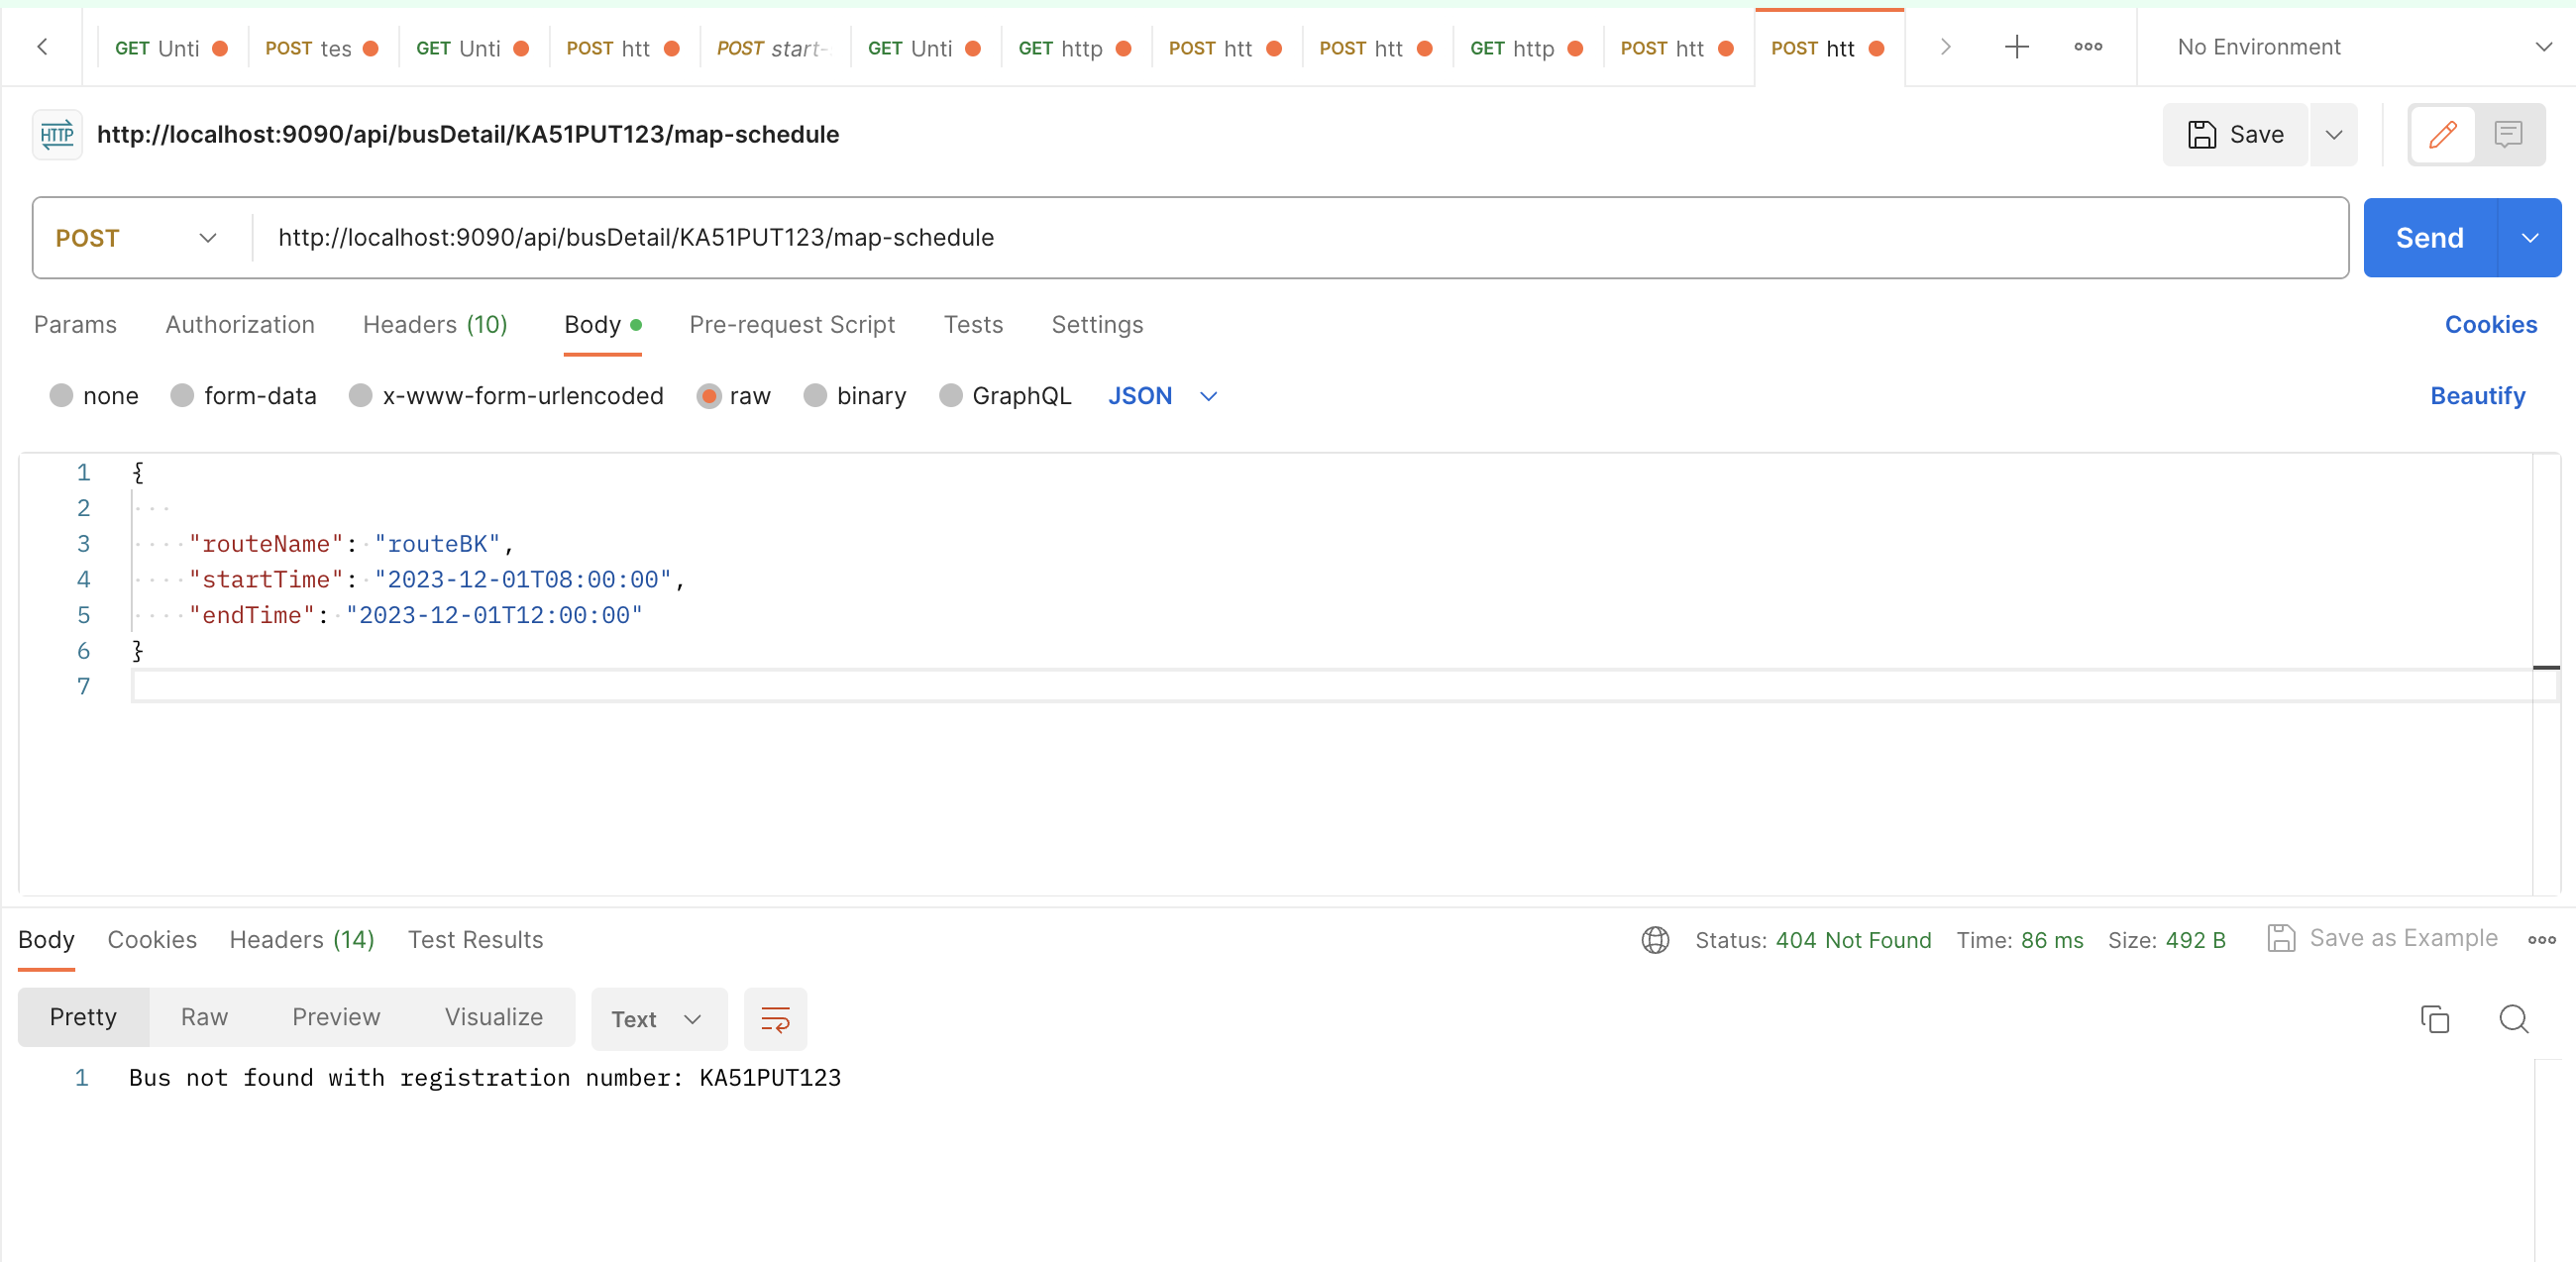 GET Unti POST tes GET Unti POST htt POST start- GET Unti GET http POST htt POST htt GET http POST htt POST htt No Environment
HTTP http://localhost:9090/api/busDetail/KA51PUT123/map-schedule Save
POST http://localhost:9090/api/busDetail/KA51PUT123/map-schedule Send
Params Authorization Headers (10) Body Pre-request Script Tests Settings Cookies
none form-data x-www-form-urlencoded raw binary GraphQL JSON Beautify
1 {
2
3 "routeName": "routeBK",
4 "startTime": "2023-12-01T08:00:00",
5 "endTime": "2023-12-01T12:00:00"
6 }
7
Body Cookies Headers (14) Test Results Status: 404 Not Found Time: 86 ms Size: 492 B Save as Example
Pretty Raw Preview Visualize Text
1 Bus not found with registration number: KA51PUT123